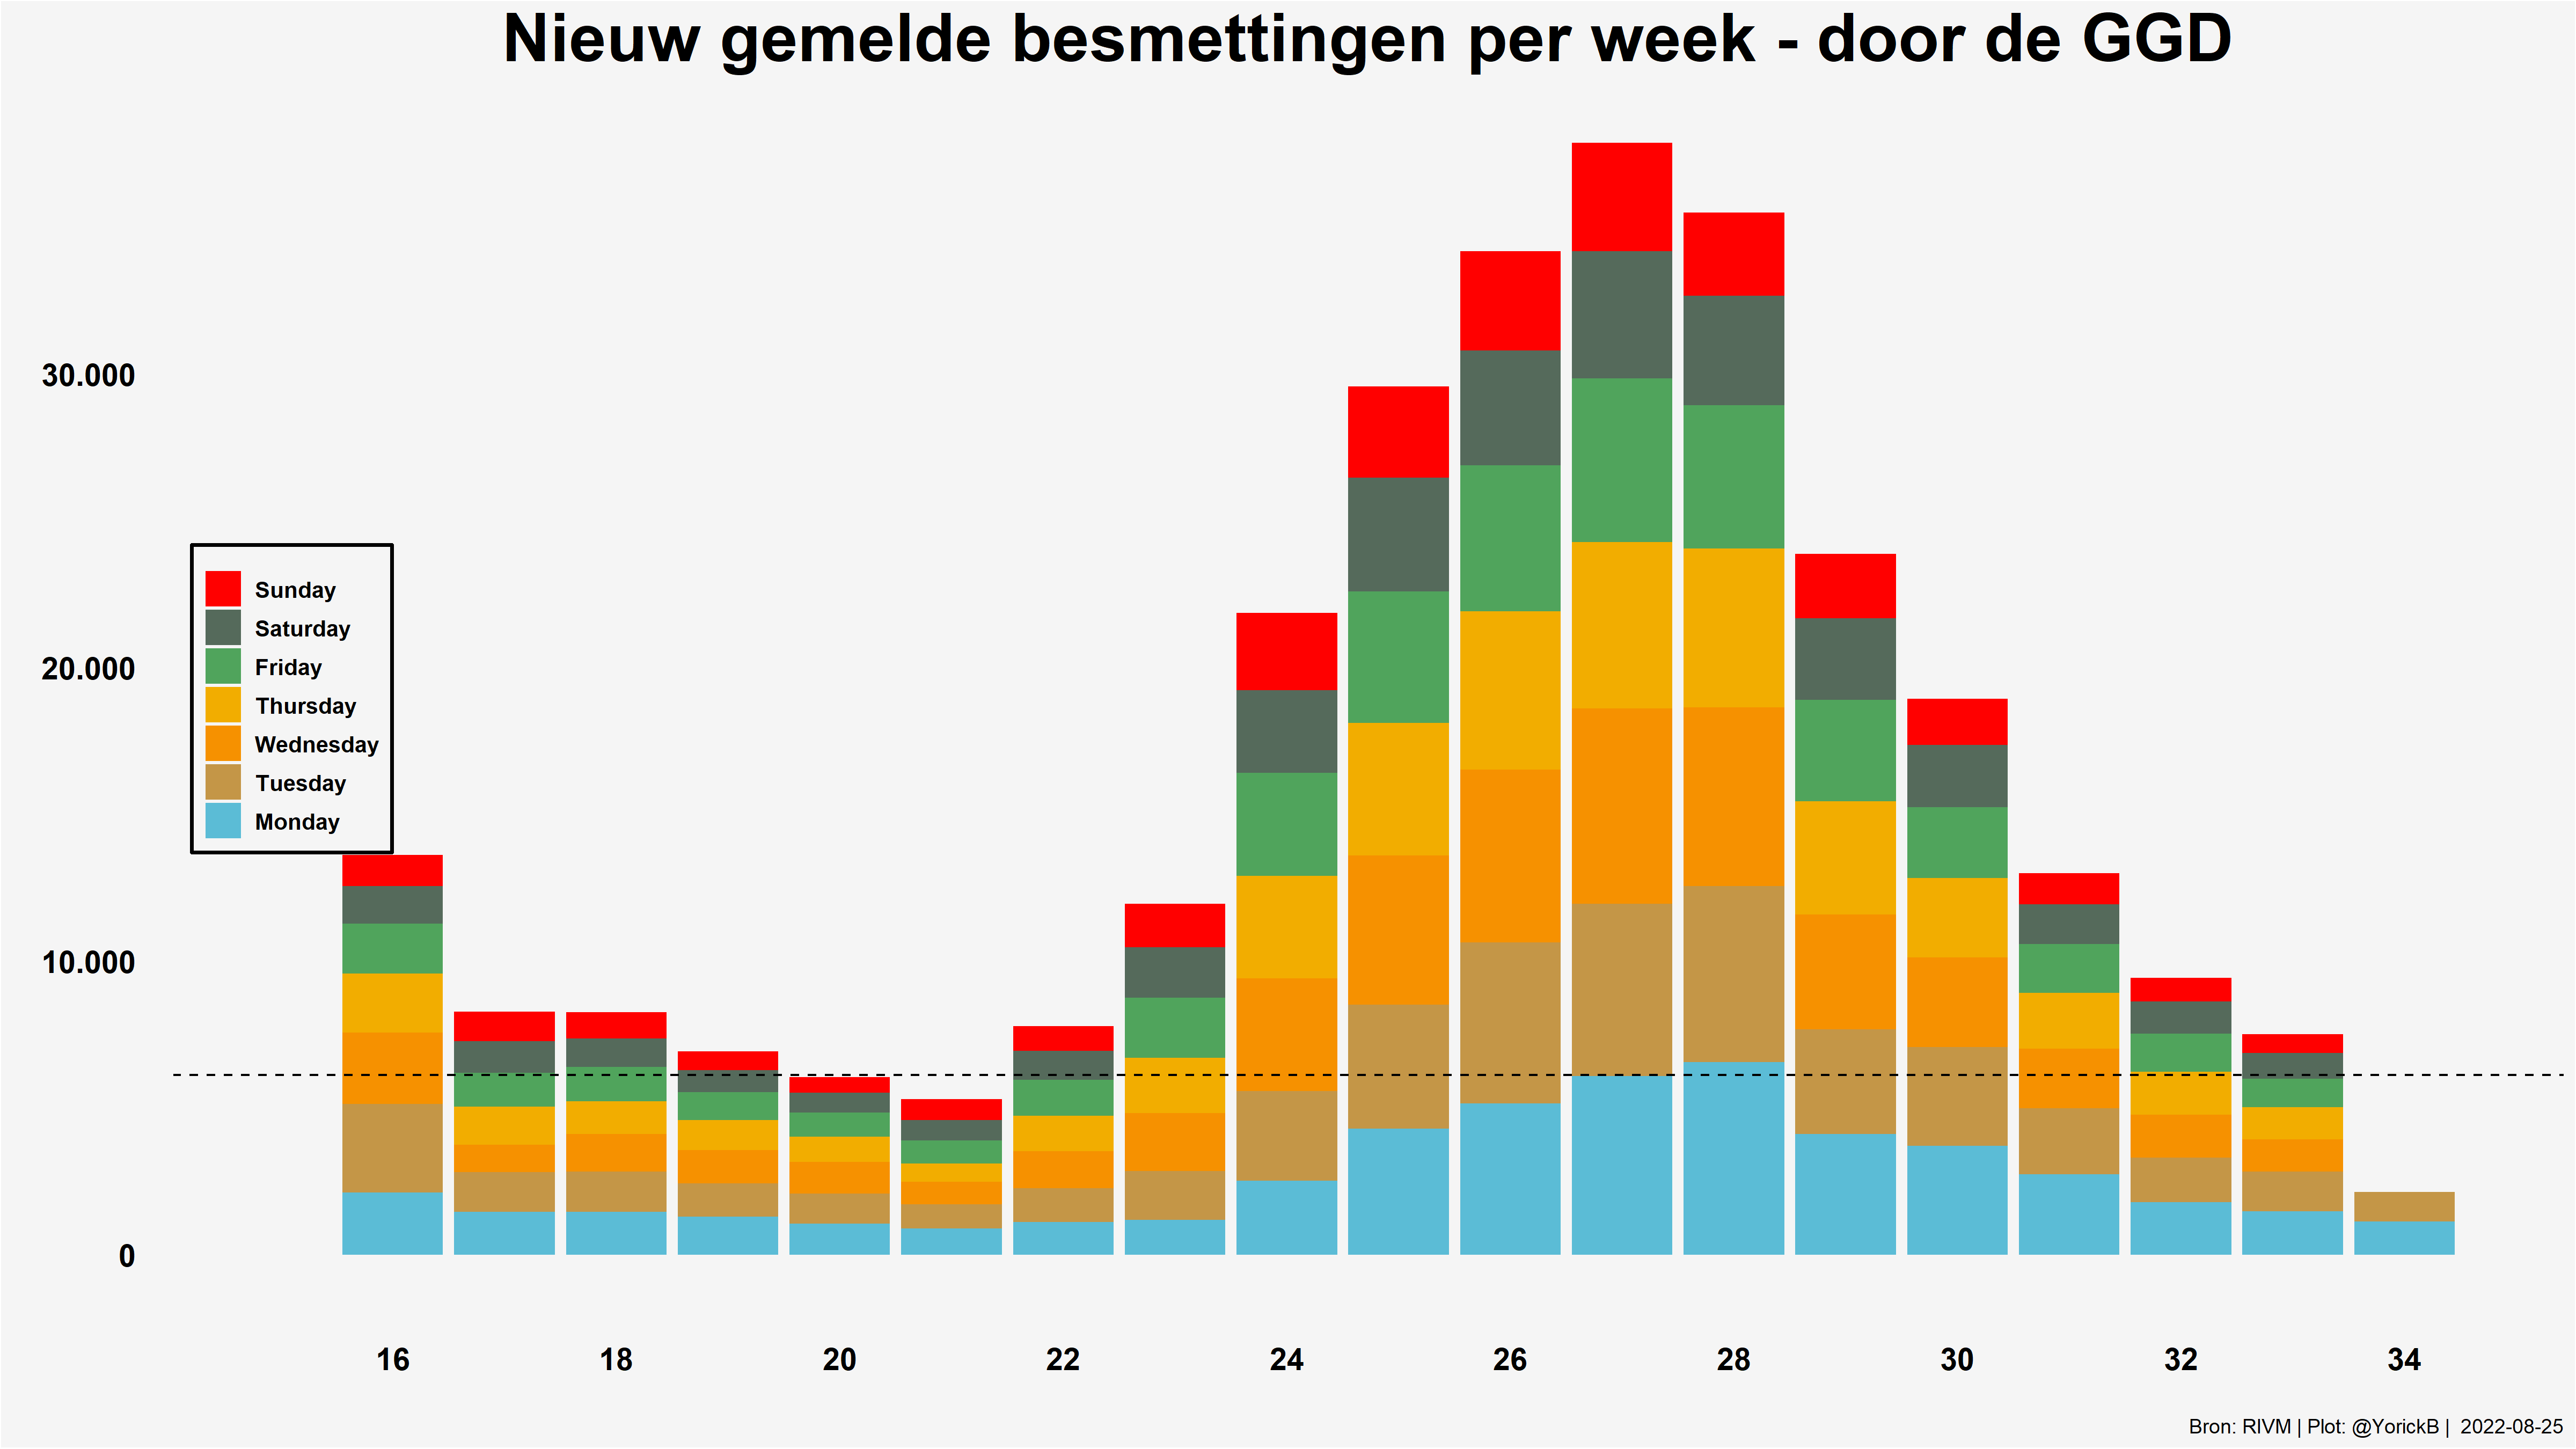 Nieuw gemelde besmettingen per week - door de GGD
30.000
20.000
10.000
0
Sunday
Saturday
Friday
Thursday
Wednesday
Tuesday
Monday
16 18 20 22 24 26 28 30 32 34
Bron: RIVM | Plot: @YorickB | 2022-08-25